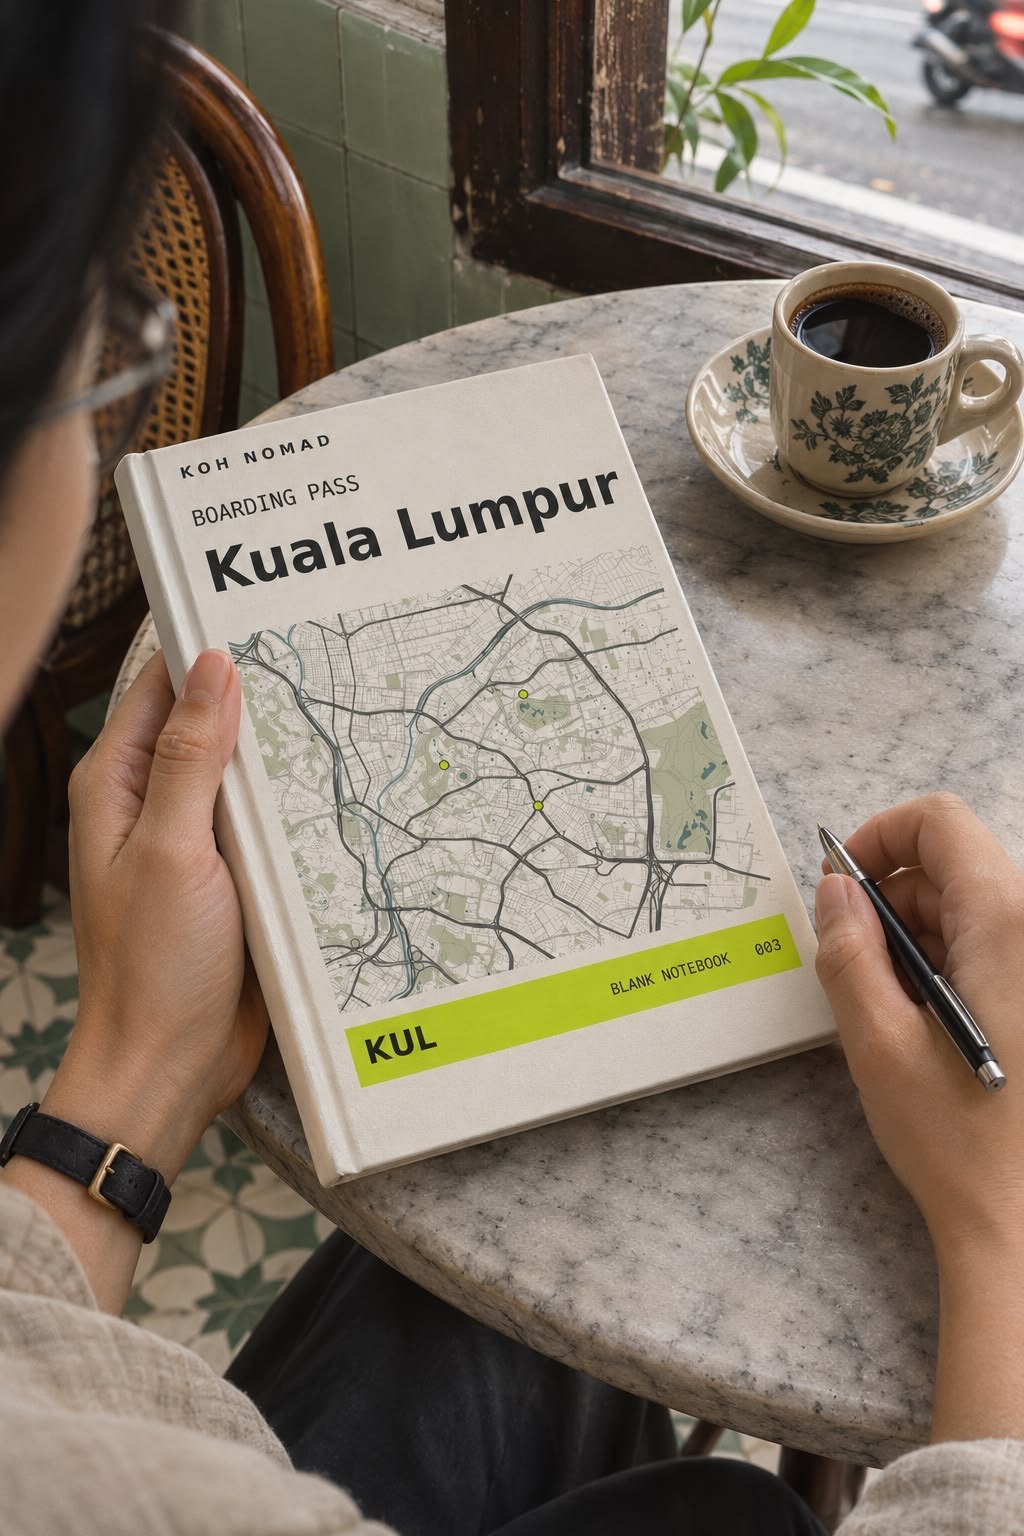 KOH NOMAD
BOARDING PASS
Kuala Lumpur
KUL
BLANK NOTEBOOK 003